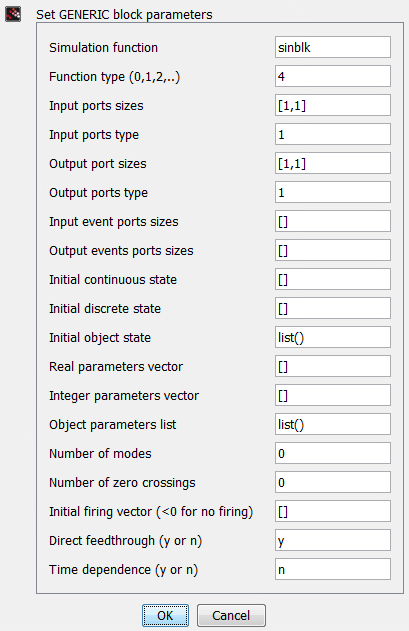 Set GENERIC block parameters
Simulation function sinblk
Function type (0,1,2,..) 4
Input ports sizes [1,1]
Input ports type 1
Output port sizes [1,1]
Output ports type 1
Input event ports sizes []
Output events ports sizes []
Initial continuous state []
Initial discrete state []
Initial object state list()
Real parameters vector []
Integer parameters vector []
Object parameters list list()
Number of modes 0
Number of zero crossings 0
Initial firing vector (<0 for no firing) []
Direct feedthrough (y or n) y
Time dependence (y or n) n
OK Cancel